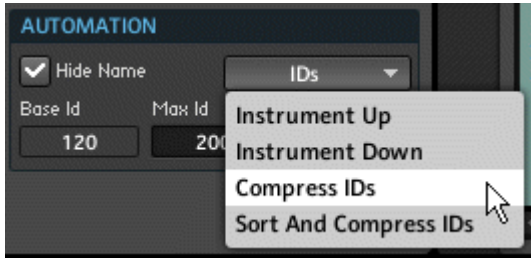 AUTOMATION
Hide Name
IDs
Base Id
Max Id
120
200
Instrument Up
Instrument Down
Compress IDs
Sort And Compress IDs